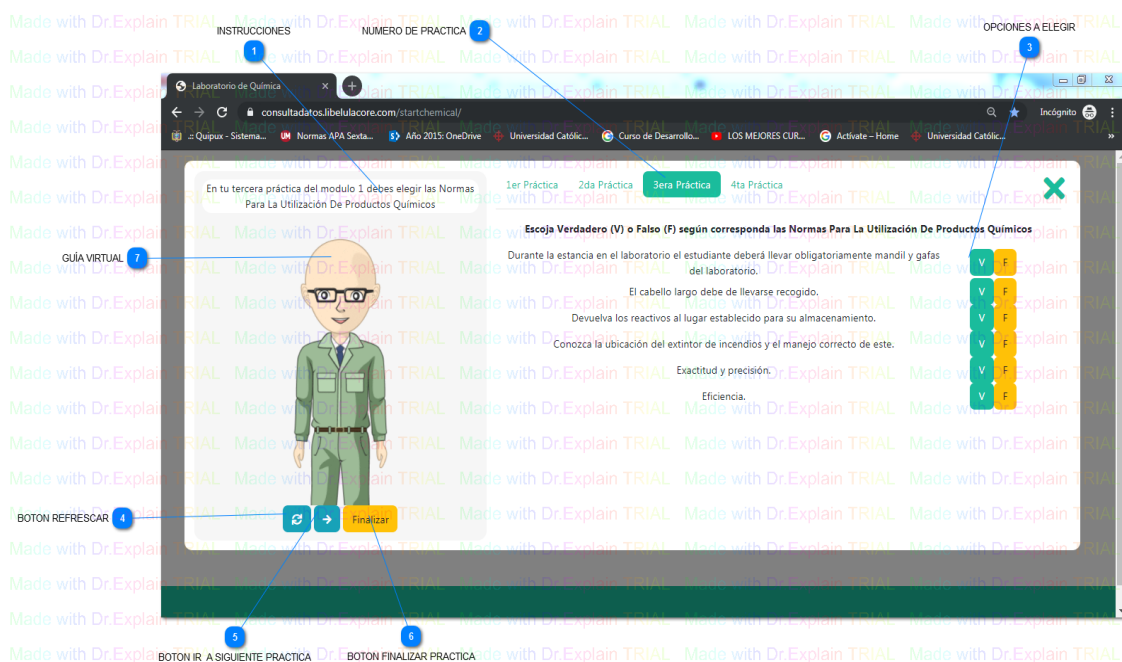 INSTRUCCIONES
NUMERO DE PRACTICA 2
OPCIONES A ELEGIR
1
3
Laboratorio de Química
consultadatos.libelulacore.com/startchemical/
Incógnito
.:: Quipux - Sistema... Normas APA Sexta... Año 2015: OneDrive Universidad Católic... Curso de Desarrollo... LOS MEJORES CUR... Activate – Home Universidad Católic... »
En tu tercera práctica del modulo 1 debes elegir las Normas
Para La Utilización De Productos Químicos
1er Práctica 2da Práctica 3era Práctica 4ta Práctica
Escoja Verdadero (V) o Falso (F) según corresponda las Normas Para La Utilización De Productos Químicos
Durante la estancia en el laboratorio el estudiante deberá llevar obligatoriamente mandil y gafas
del laboratorio.
V F
El cabello largo debe de llevarse recogido. V F
Devuelva los reactivos al lugar establecido para su almacenamiento. V F
Conozca la ubicación del extintor de incendios y el manejo correcto de este. V F
Exactitud y precisión. V F
Eficiencia. V F
GUÍA VIRTUAL 7
BOTON REFRESCAR 4
Finalizar
5
6
BOTON IR A SIGUIENTE PRACTICA
BOTON FINALIZAR PRACTICA
Made with Dr.Explain TRIAL